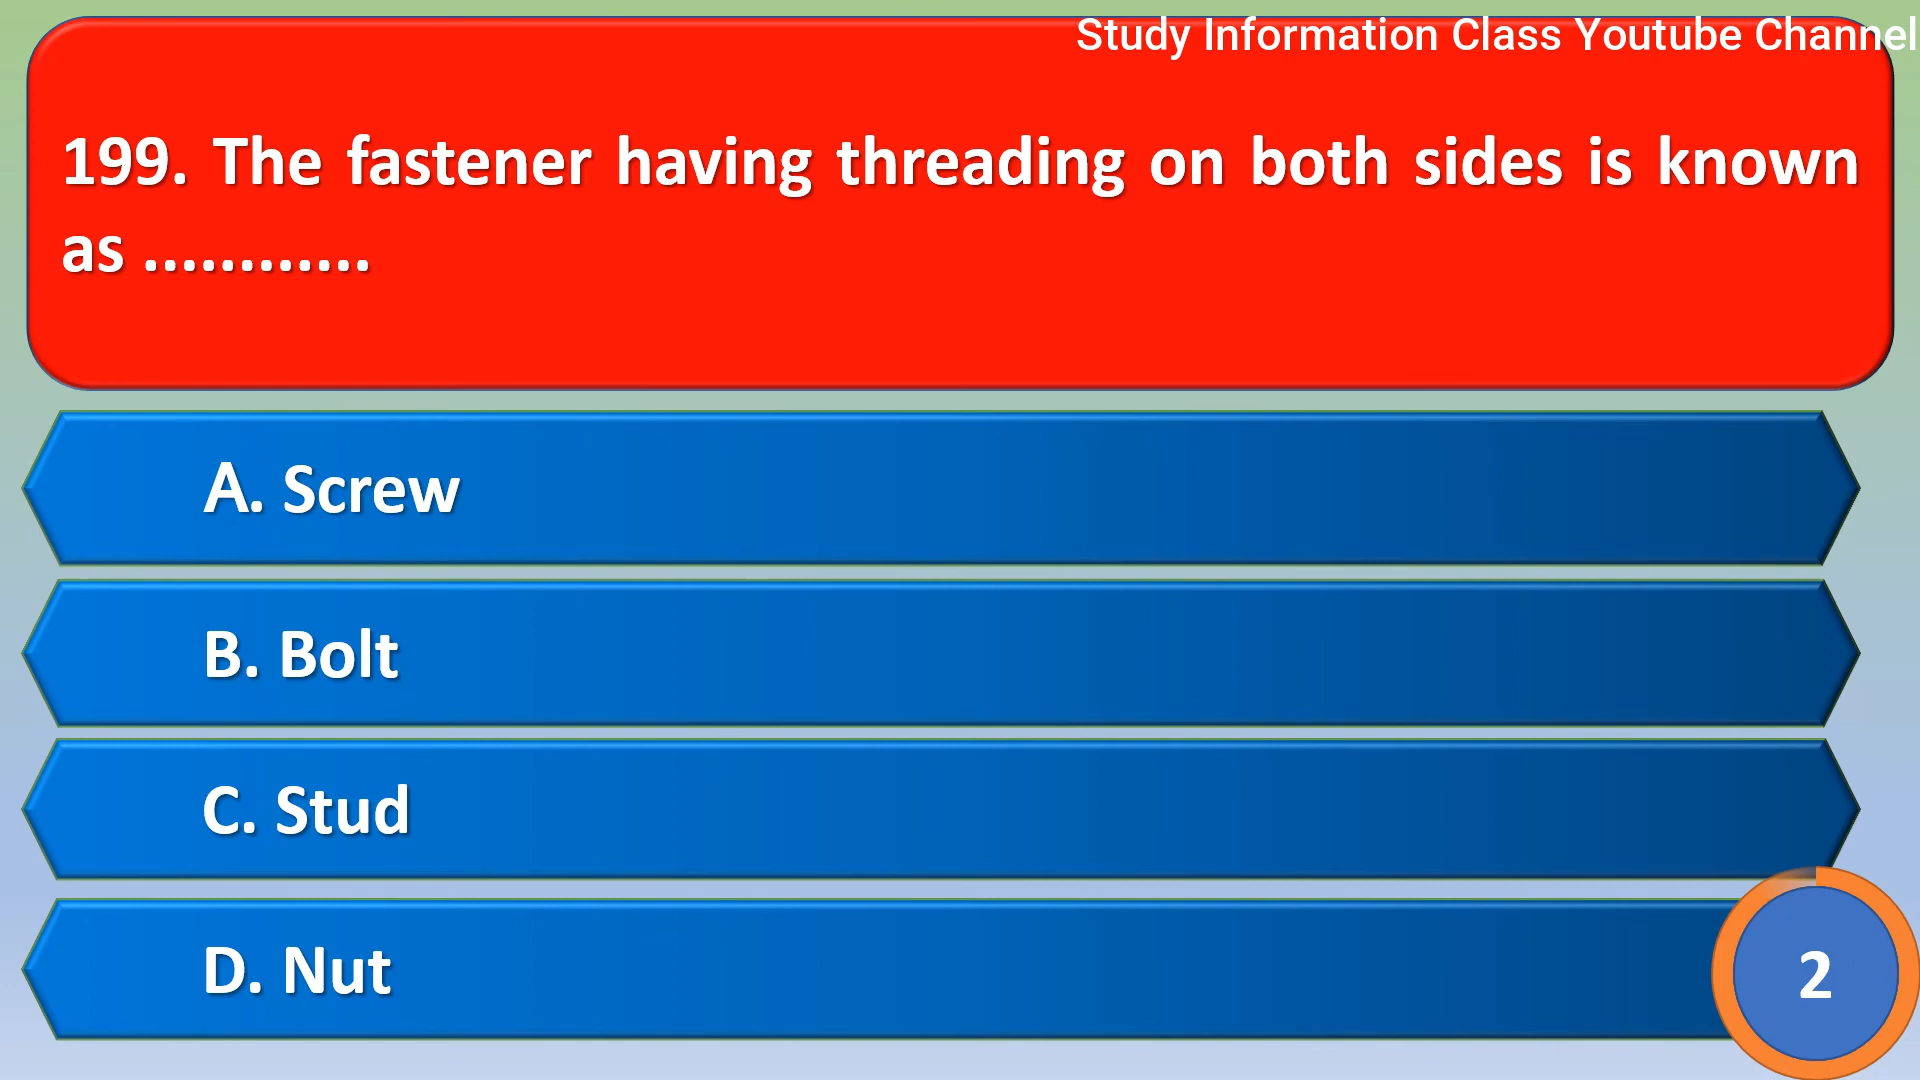 Study Information Class Youtube Channel
199. The fastener having threading on both sides is known
as ............
A. Screw
B. Bolt
C. Stud
D. Nut
2